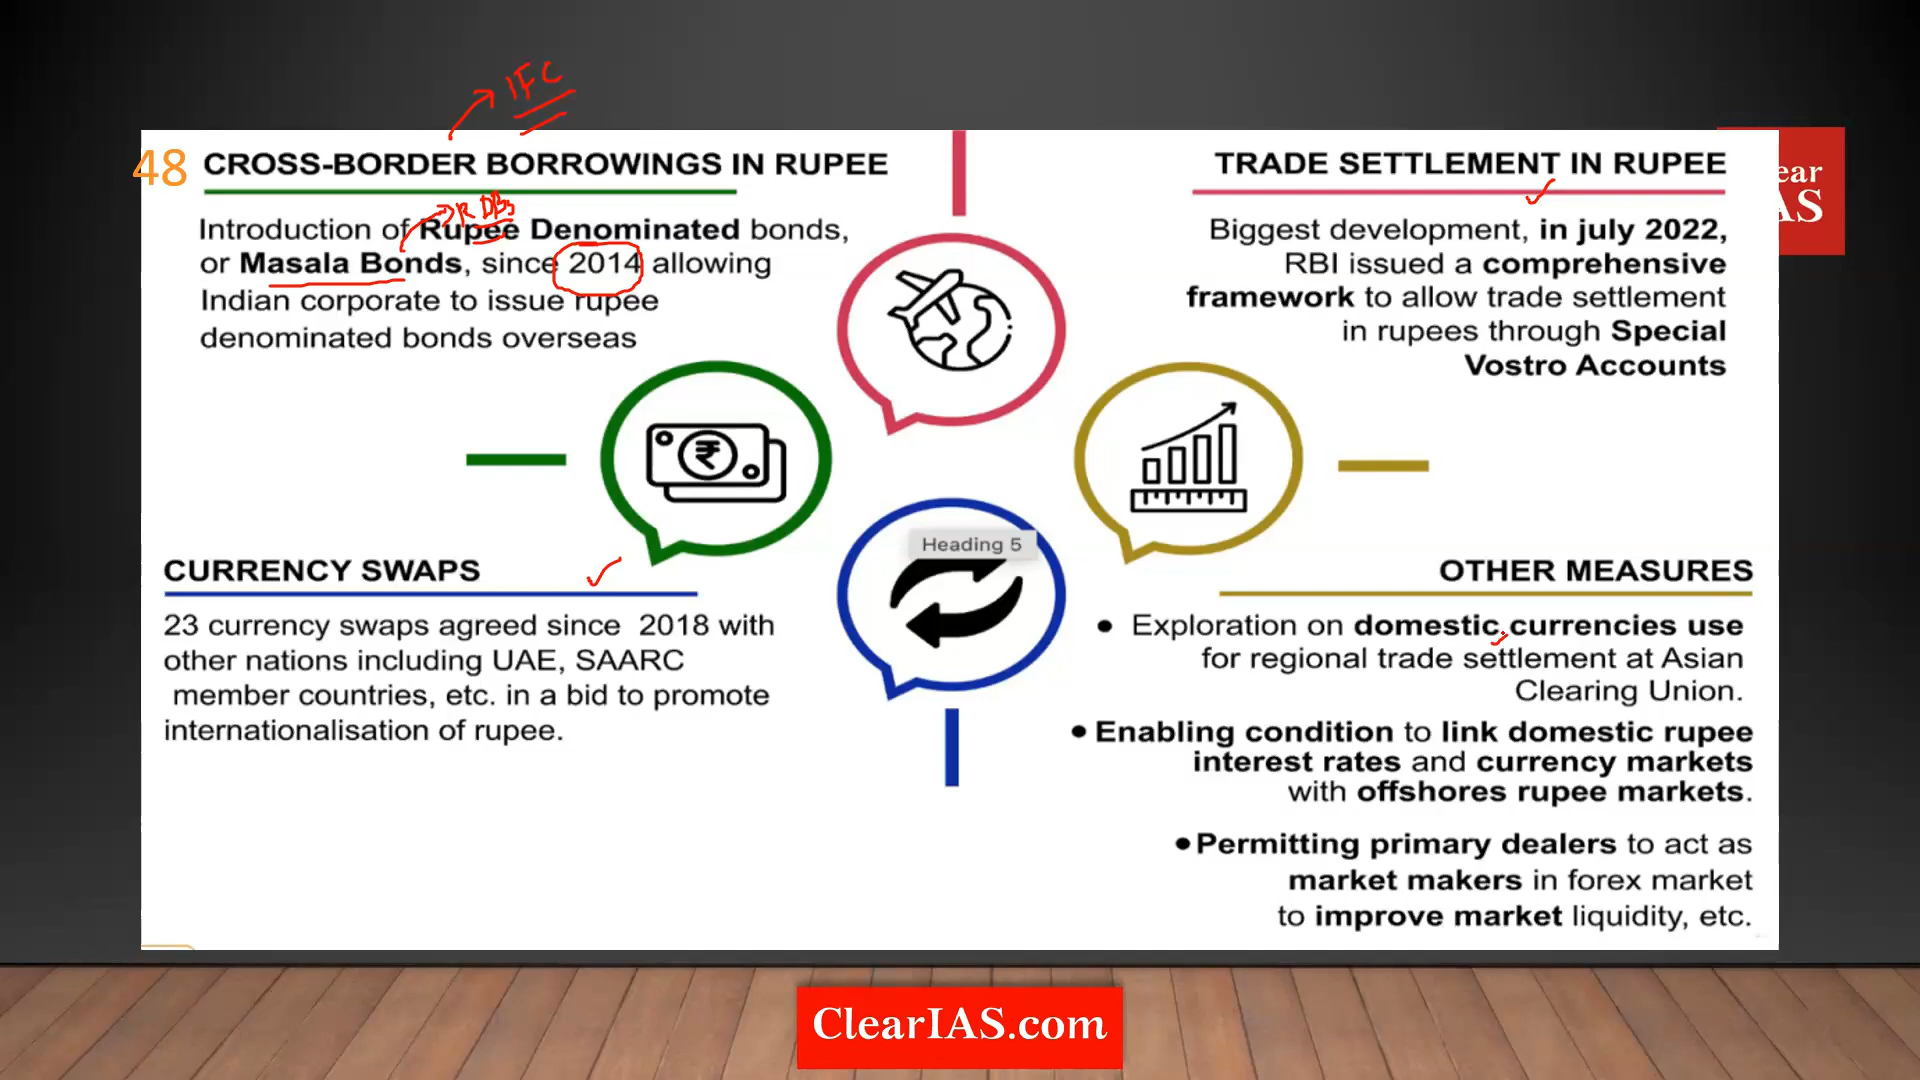 IFC
48
CROSS-BORDER BORROWINGS IN RUPEE
RDBs
Introduction of Rupee Denominated bonds,
or Masala Bonds, since 2014 allowing
Indian corporate to issue rupee
denominated bonds overseas
TRADE SETTLEMENT IN RUPEE
Biggest development, in july 2022,
RBI issued a comprehensive
framework to allow trade settlement
in rupees through Special
Vostro Accounts
ear
AS
₹
Heading 5
CURRENCY SWAPS
23 currency swaps agreed since 2018 with
other nations including UAE, SAARC
member countries, etc. in a bid to promote
internationalisation of rupee.
OTHER MEASURES
• Exploration on domestic currencies use
for regional trade settlement at Asian
Clearing Union.
• Enabling condition to link domestic rupee
interest rates and currency markets
with offshores rupee markets.
• Permitting primary dealers to act as
market makers in forex market
to improve market liquidity, etc.
ClearIAS.com